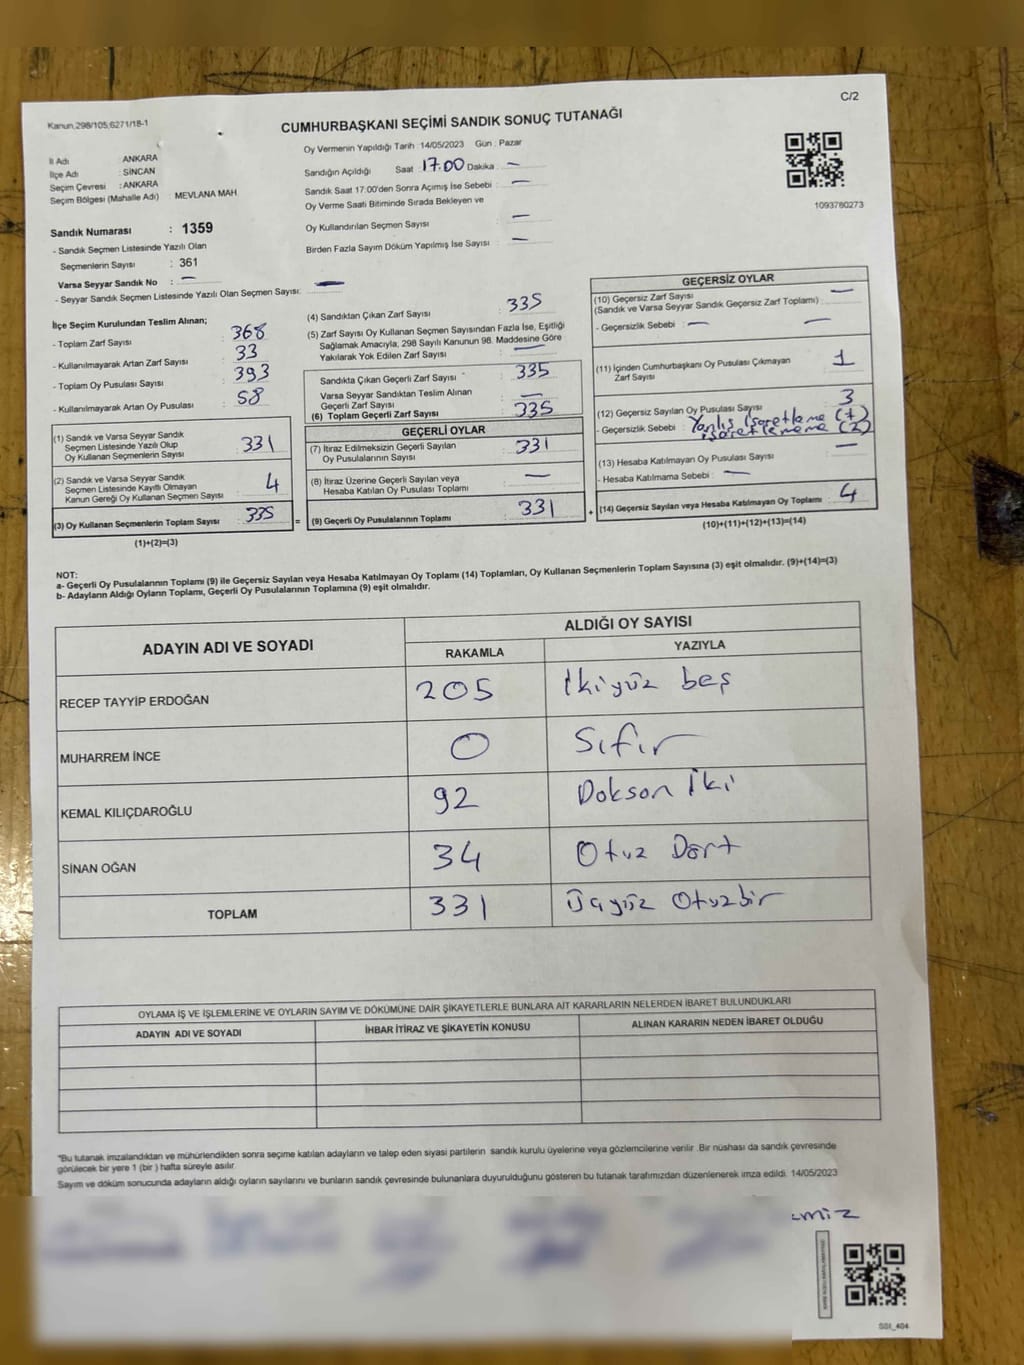 C/2
Kanun,298/105;6271/18-1
CUMHURBAŞKANI SEÇİMİ SANDIK SONUÇ TUTANAĞI
İl Adı ANKARA
İlçe Adı : SİNCAN
Seçim Çevresi : ANKARA
Seçim Bölgesi (Mahalle Adı) : MEVLANA MAH.
Oy Vermenin Yapıldığı Tarih : 14/05/2023 Gün : Pazar
Sandığın Açıldığı Saat 17.00 Dakika : —
Sandık Saat 17:00'den Sonra Açımış İse Sebebi : —
Oy Verme Saati Bitiminde Sırada Bekleyen ve
Oy Kullandırılan Seçmen Sayısı —
Birden Fazla Sayım Döküm Yapılmış İse Sayısı : —
1093780273
Sandık Numarası : 1359
- Sandık Seçmen Listesinde Yazılı Olan
Seçmenlerin Sayısı : 361
Varsa Seyyar Sandık No : —
- Seyyar Sandık Seçmen Listesinde Yazılı Olan Seçmen Sayısı: —
İlçe Seçim Kurulundan Teslim Alınan;
- Toplam Zarf Sayısı : 368
- Kullanılmayarak Artan Zarf Sayısı : 33
- Toplam Oy Pusulası Sayısı : 393
- Kullanılmayarak Artan Oy Pusulası : 58
(1) Sandık ve Varsa Seyyar Sandık
Seçmen Listesinde Yazılı Olup
Oy Kullanan Seçmenlerin Sayısı : 331
(2) Sandık ve Varsa Seyyar Sandık
Seçmen Listesinde Kayıtlı Olmayan
Kanun Gereği Oy Kullanan Seçmen Sayısı : 4
(3) Oy Kullanan Seçmenlerin Toplam Sayısı : 335
(1)+(2)=(3)
(4) Sandıktan Çıkan Zarf Sayısı : 335
(5) Zarf Sayısı Oy Kullanan Seçmen Sayısından Fazla İse, Eşitliği
Sağlamak Amacıyla, 298 Sayılı Kanunun 98. Maddesine Göre
Yakılarak Yok Edilen Zarf Sayısı : —
Sandıkta Çıkan Geçerli Zarf Sayısı : 335
Varsa Seyyar Sandıktan Teslim Alınan
Geçerli Zarf Sayısı : —
(6) Toplam Geçerli Zarf Sayısı : 335
GEÇERLİ OYLAR
(7) İtiraz Edilmeksizin Geçerli Sayılan
Oy Pusulalarının Sayısı : 331
(8) İtiraz Üzerine Geçerli Sayılan veya
Hesaba Katılan Oy Pusulası Toplamı : —
= (9) Geçerli Oy Pusulalarının Toplamı : 331
GEÇERSİZ OYLAR
(10) Geçersiz Zarf Sayısı
(Sandık ve Varsa Seyyar Sandık Geçersiz Zarf Toplamı) : —
- Geçersizlik Sebebi : — —
(11) İçinden Cumhurbaşkanı Oy Pusulası Çıkmayan
Zarf Sayısı : 1
(12) Geçersiz Sayılan Oy Pusulası Sayısı : 3
- Geçersizlik Sebebi : Yanlış işaretleme (1)
işaretlememe (2)
(13) Hesaba Katılmayan Oy Pusulası Sayısı : —
- Hesaba Katılmama Sebebi : —
+ (14) Geçersiz Sayılan veya Hesaba Katılmayan Oy Toplamı : 4
(10)+(11)+(12)+(13)=(14)
NOT:
a- Geçerli Oy Pusulalarının Toplamı (9) ile Geçersiz Sayılan veya Hesaba Katılmayan Oy Toplamı (14) Toplamları, Oy Kullanan Seçmenlerin Toplam Sayısına (3) eşit olmalıdır. (9)+(14)=(3)
b- Adayların Aldığı Oyların Toplamı, Geçerli Oy Pusulalarının Toplamına (9) eşit olmalıdır.
ADAYIN ADI VE SOYADI ALDIĞI OY SAYISI
RAKAMLA YAZIYLA
RECEP TAYYİP ERDOĞAN 205 İkiyüz beş
MUHARREM İNCE 0 Sıfır
KEMAL KILIÇDAROĞLU 92 Dokson İki
SİNAN OĞAN 34 Otuz Dört
TOPLAM 331 Üçyüz Otuzbir
OYLAMA İŞ VE İŞLEMLERİNE VE OYLARIN SAYIM VE DÖKÜMÜNE DAİR ŞİKAYETLERLE BUNLARA AİT KARARLARIN NELERDEN İBARET BULUNDUKLARI
ADAYIN ADI VE SOYADI İHBAR İTİRAZ VE ŞİKAYETİN KONUSU ALINAN KARARIN NEDEN İBARET OLDUĞU
*Bu tutanak imzalandıktan ve mühürlendikten sonra seçime katılan adayların ve talep eden siyasi partilerin sandık kurulu üyelerine veya gözlemcilerine verilir. Bir nüshası da sandık çevresinde
görülecek bir yere 1 (bir) hafta süreyle asılır.
Sayım ve döküm sonucunda adayların aldığı oyların sayılarını ve bunların sandık çevresinde bulunanlara duyurulduğunu gösteren bu tutanak tarafımızdan düzenlenerek imza edildi. 14/05/2023